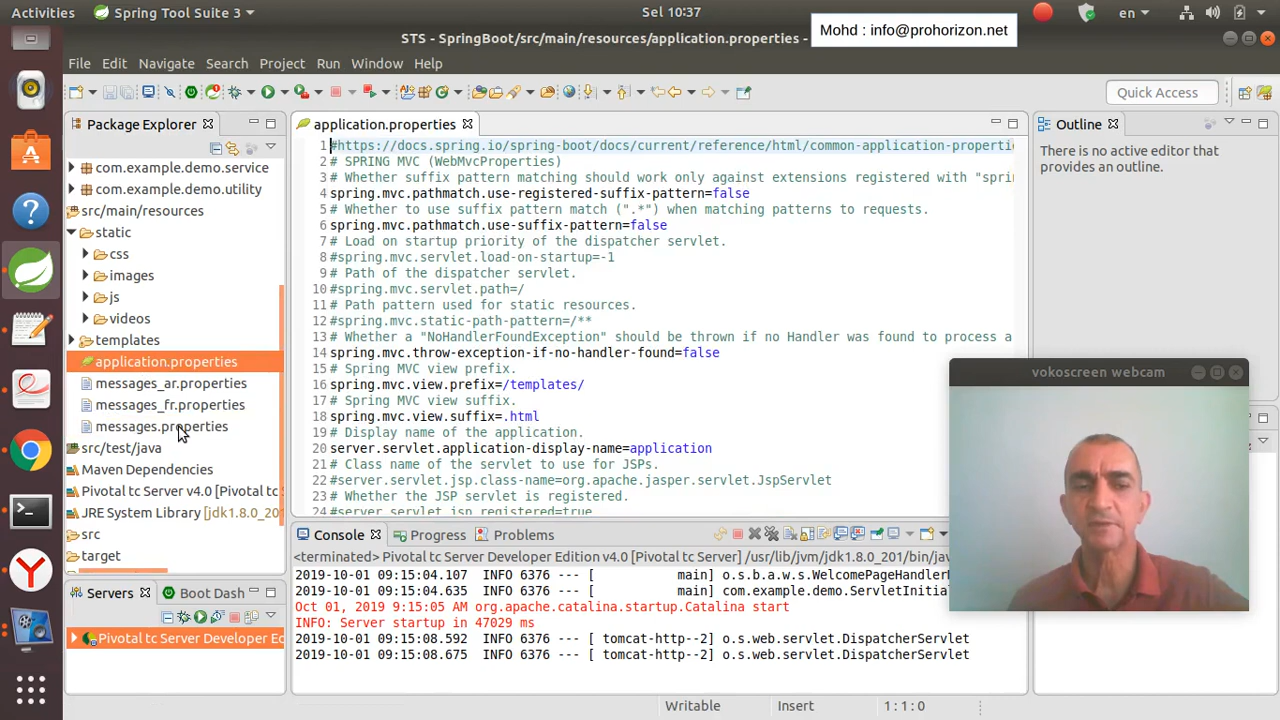 Activities
Spring Tool Suite 3
Sel 10:37
en
Mohd : info@prohorizon.net
STS - SpringBoot/src/main/resources/application.properties -
File Edit Navigate Search Project Run Window Help
Quick Access
Package Explorer
com.example.demo.service
com.example.demo.utility
src/main/resources
static
css
images
js
videos
templates
application.properties
messages_ar.properties
messages_fr.properties
messages.properties
src/test/java
Maven Dependencies
Pivotal tc Server v4.0 [Pivotal tc
JRE System Library [jdk1.8.0_20
src
target
Servers
Boot Dash
Pivotal tc Server Developer Ed
application.properties
1 #https://docs.spring.io/spring-boot/docs/current/reference/html/common-application-properti
2 # SPRING MVC (WebMvcProperties)
3 # Whether suffix pattern matching should work only against extensions registered with "spri
4 spring.mvc.pathmatch.use-registered-suffix-pattern=false
5 # Whether to use suffix pattern match (".*") when matching patterns to requests.
6 spring.mvc.pathmatch.use-suffix-pattern=false
7 # Load on startup priority of the dispatcher servlet.
8 #spring.mvc.servlet.load-on-startup=-1
9 # Path of the dispatcher servlet.
10 #spring.mvc.servlet.path=/
11 # Path pattern used for static resources.
12 #spring.mvc.static-path-pattern=/**
13 # Whether a "NoHandlerFoundException" should be thrown if no Handler was found to process a
14 spring.mvc.throw-exception-if-no-handler-found=false
15 # Spring MVC view prefix.
16 spring.mvc.view.prefix=/templates/
17 # Spring MVC view suffix.
18 spring.mvc.view.suffix=.html
19 # Display name of the application.
20 server.servlet.application-display-name=application
21 # Class name of the servlet to use for JSPs.
22 #server.servlet.jsp.class-name=org.apache.jasper.servlet.JspServlet
23 # Whether the JSP servlet is registered.
24 #server.servlet.jsp.registered=true
Outline
There is no active editor that
provides an outline.
vokoscreen webcam
Console
Progress
Problems
<terminated> Pivotal tc Server Developer Edition v4.0 [Pivotal tc Server] /usr/lib/jvm/jdk1.8.0_201/bin/jav
2019-10-01 09:15:04.107 INFO 6376 --- [ main] o.s.b.a.w.s.WelcomePageHandlerM
2019-10-01 09:15:04.635 INFO 6376 --- [ main] com.example.demo.ServletInitial
Oct 01, 2019 9:15:05 AM org.apache.catalina.startup.Catalina start
INFO: Server startup in 47029 ms
2019-10-01 09:15:08.592 INFO 6376 --- [ tomcat-http--2] o.s.web.servlet.DispatcherServlet
2019-10-01 09:15:08.675 INFO 6376 --- [ tomcat-http--2] o.s.web.servlet.DispatcherServlet
Writable
Insert
1 : 1 : 0